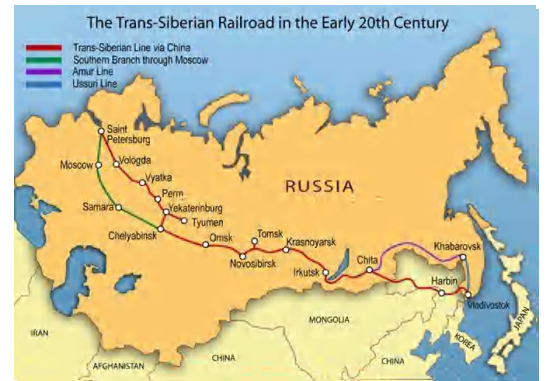 The Trans-Siberian Railroad in the Early 20th Century
Trans-Siberian Line via China
Southern Branch through Moscow
Amur Line
Ussuri Line
Saint
Petersburg
Moscow
Vologda
Vyatka
Perm
RUSSIA
Samara
Yekaterinburg
Tyumen
Chelyabinsk
Omsk
Tomsk
Krasnoyarsk
Novosibirsk
Irkutsk
Chita
Khabarovsk
Harbin
Vladivostok
IRAN
AFGHANISTAN
CHINA
MONGOLIA
CHINA
KOREA
JAPAN